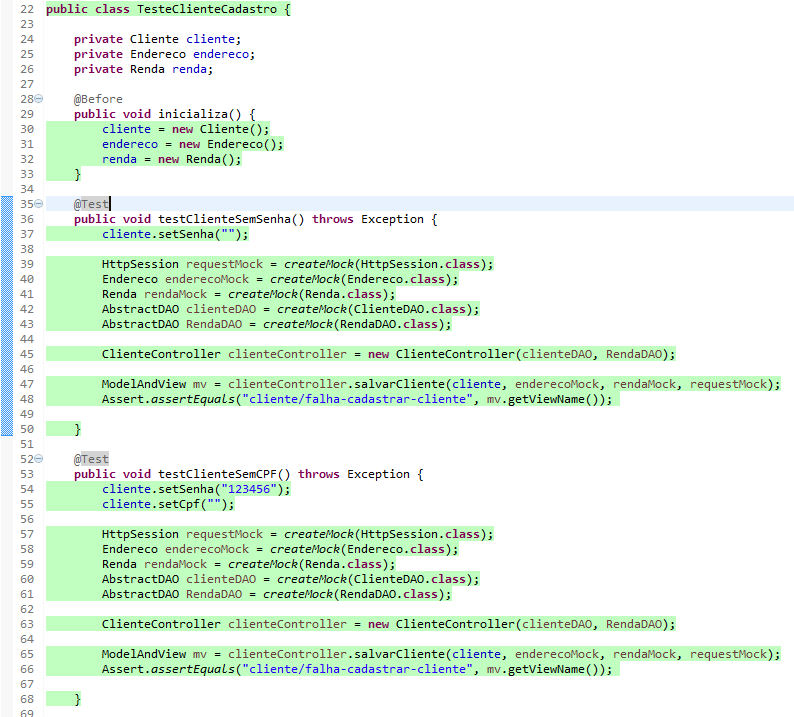 22 public class TesteClienteCadastro {
23
24 private Cliente cliente;
25 private Endereco endereco;
26 private Renda renda;
27
28 @Before
29 public void inicializa() {
30 cliente = new Cliente();
31 endereco = new Endereco();
32 renda = new Renda();
33 }
34
35 @Test
36 public void testClienteSemSenha() throws Exception {
37 cliente.setSenha("");
38
39 HttpSession requestMock = createMock(HttpSession.class);
40 Endereco enderecoMock = createMock(Endereco.class);
41 Renda rendaMock = createMock(Renda.class);
42 AbstractDAO clienteDAO = createMock(ClienteDAO.class);
43 AbstractDAO RendaDAO = createMock(RendaDAO.class);
44
45 ClienteController clienteController = new ClienteController(clienteDAO, RendaDAO);
46
47 ModelAndView mv = clienteController.salvarCliente(cliente, enderecoMock, rendaMock, requestMock);
48 Assert.assertEquals("cliente/falha-cadastrar-cliente", mv.getViewName());
49
50 }
51
52 @Test
53 public void testClienteSemCPF() throws Exception {
54 cliente.setSenha("123456");
55 cliente.setCpf("");
56
57 HttpSession requestMock = createMock(HttpSession.class);
58 Endereco enderecoMock = createMock(Endereco.class);
59 Renda rendaMock = createMock(Renda.class);
60 AbstractDAO clienteDAO = createMock(ClienteDAO.class);
61 AbstractDAO RendaDAO = createMock(RendaDAO.class);
62
63 ClienteController clienteController = new ClienteController(clienteDAO, RendaDAO);
64
65 ModelAndView mv = clienteController.salvarCliente(cliente, enderecoMock, rendaMock, requestMock);
66 Assert.assertEquals("cliente/falha-cadastrar-cliente", mv.getViewName());
67
68 }
69